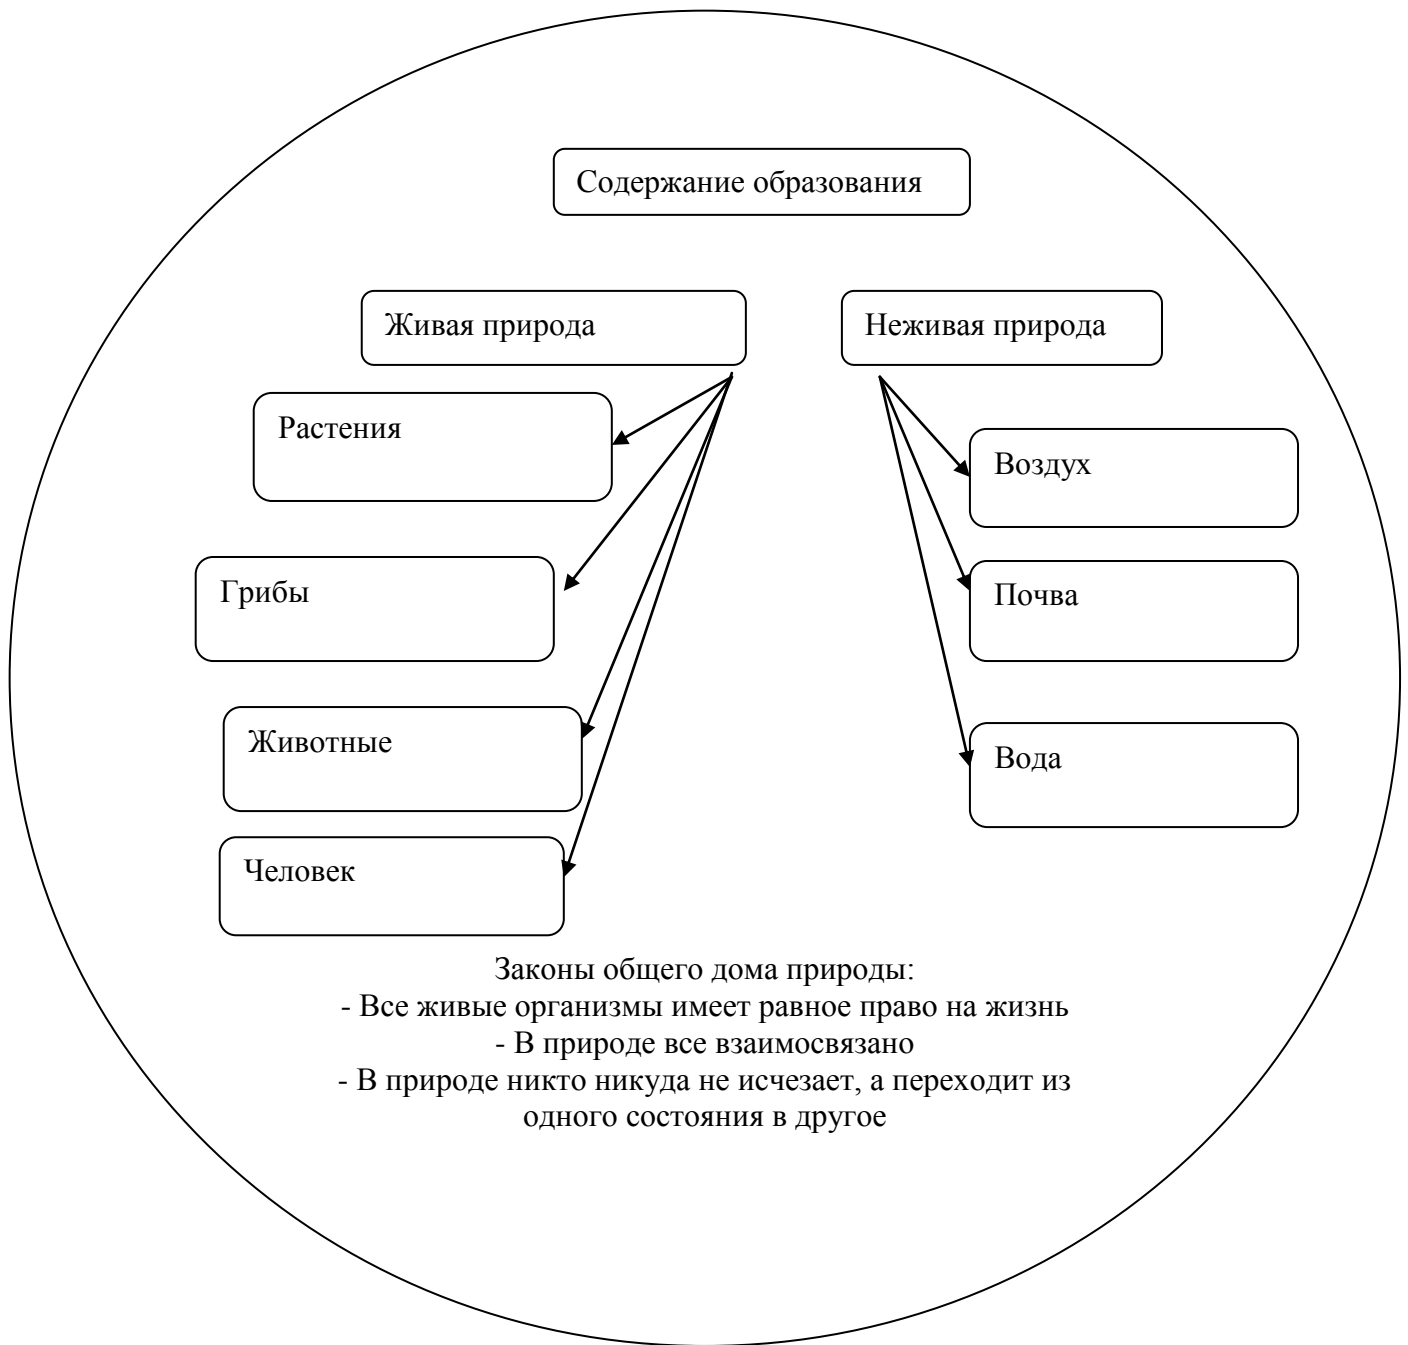 Содержание образования
Живая природа
Неживая природа
Растения
Воздух
Грибы
Почва
Животные
Вода
Человек
Законы общего дома природы:
- Все живые организмы имеет равное право на жизнь
- В природе все взаимосвязано
- В природе никто никуда не исчезает, а переходит из
одного состояния в другое